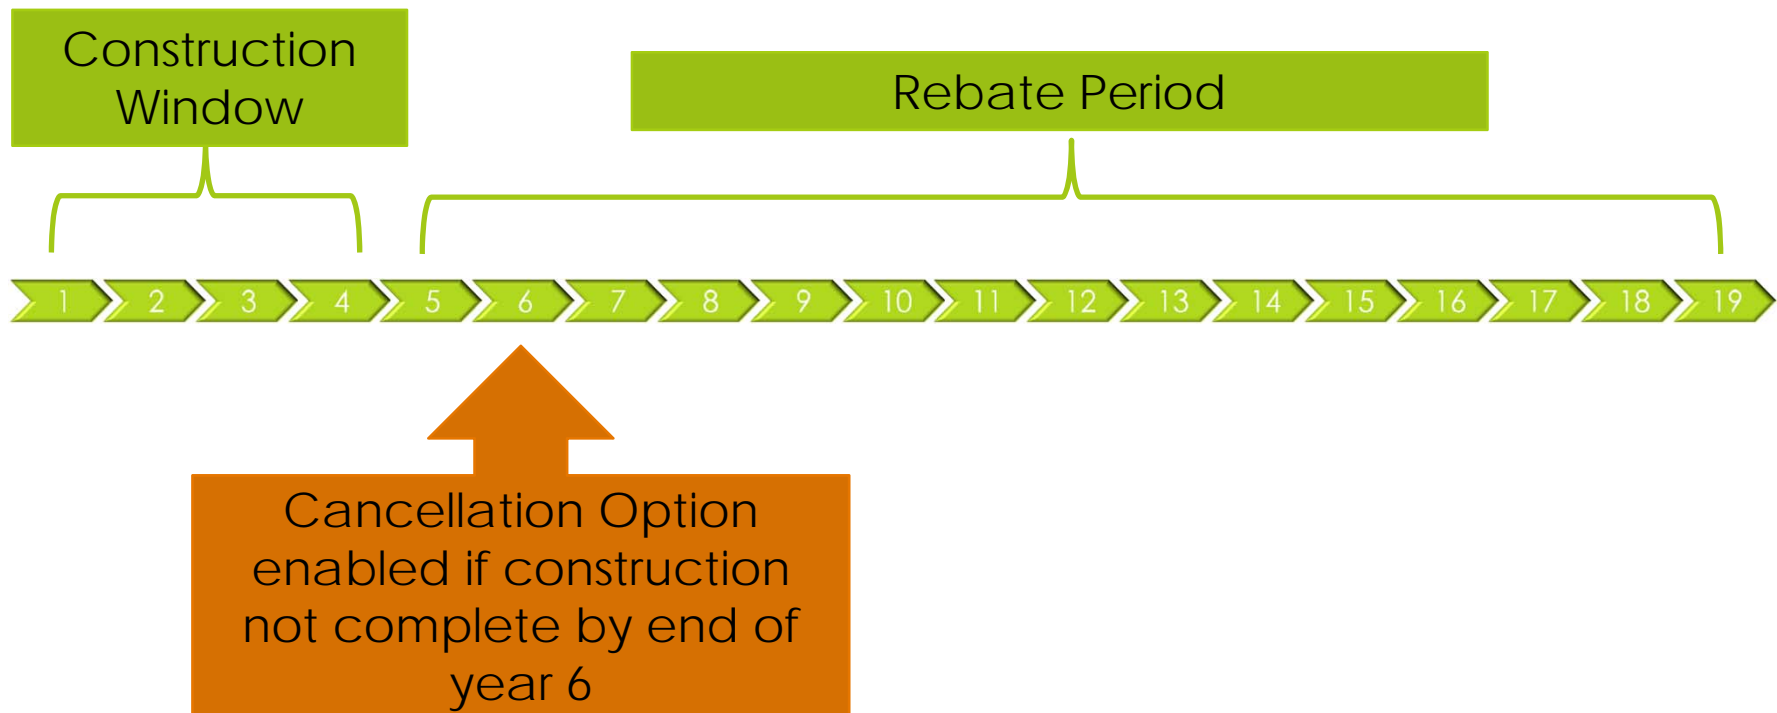 Construction
Window
Rebate Period
1 2 3 4 5 6 7 8 9 10 11 12 13 14 15 16 17 18 19
Cancellation Option
enabled if construction
not complete by end of
year 6